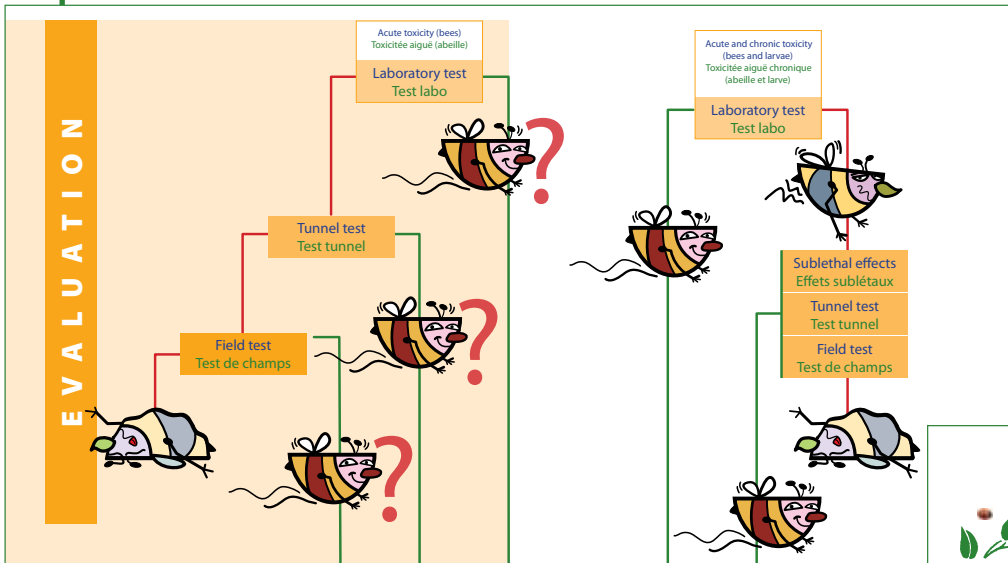 EVALUATION
Acute toxicity (bees)
Toxicitée aiguë (abeille)
Laboratory test
Test labo
?
Tunnel test
Test tunnel
?
Field test
Test de champs
?
Acute and chronic toxicity
(bees and larvae)
Toxicitée aiguë chronique
(abeille et larve)
Laboratory test
Test labo
Sublethal effects
Effets sublétaux
Tunnel test
Test tunnel
Field test
Test de champs